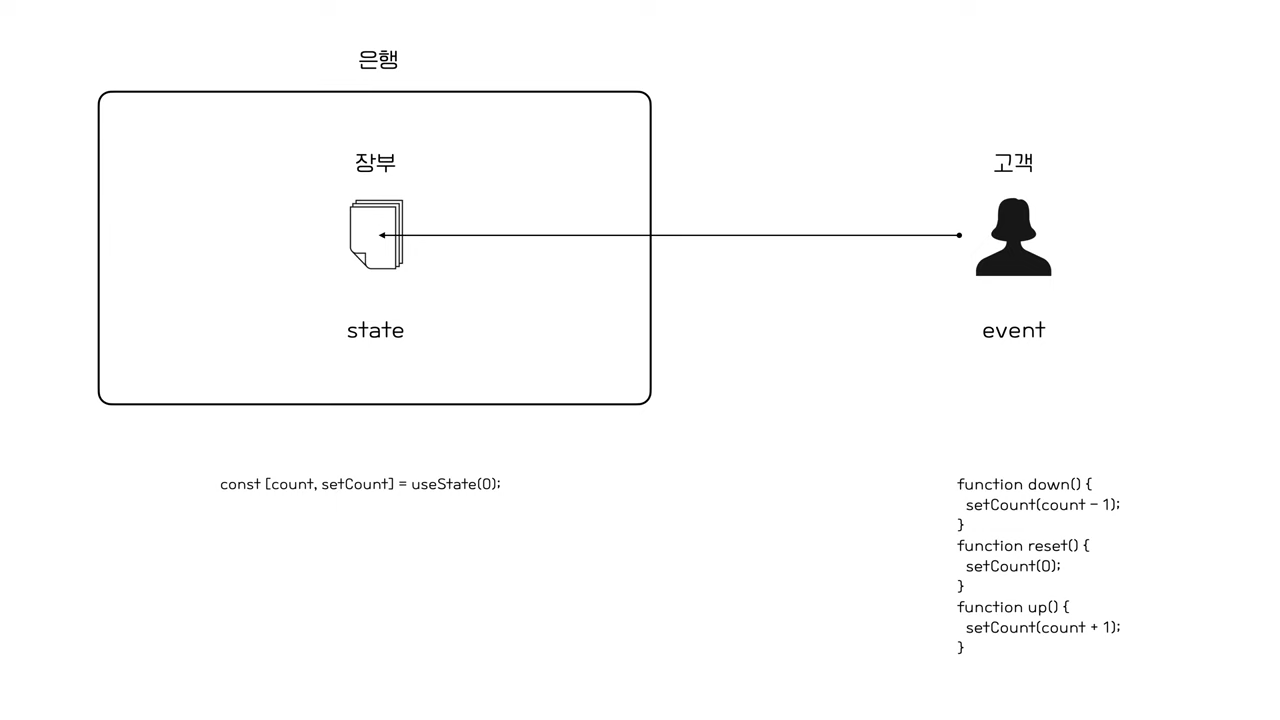 은행
장부
고객
state
event
const [count, setCount] = useState(0);
function down() {
  setCount(count - 1);
}
function reset() {
  setCount(0);
}
function up() {
  setCount(count + 1);
}